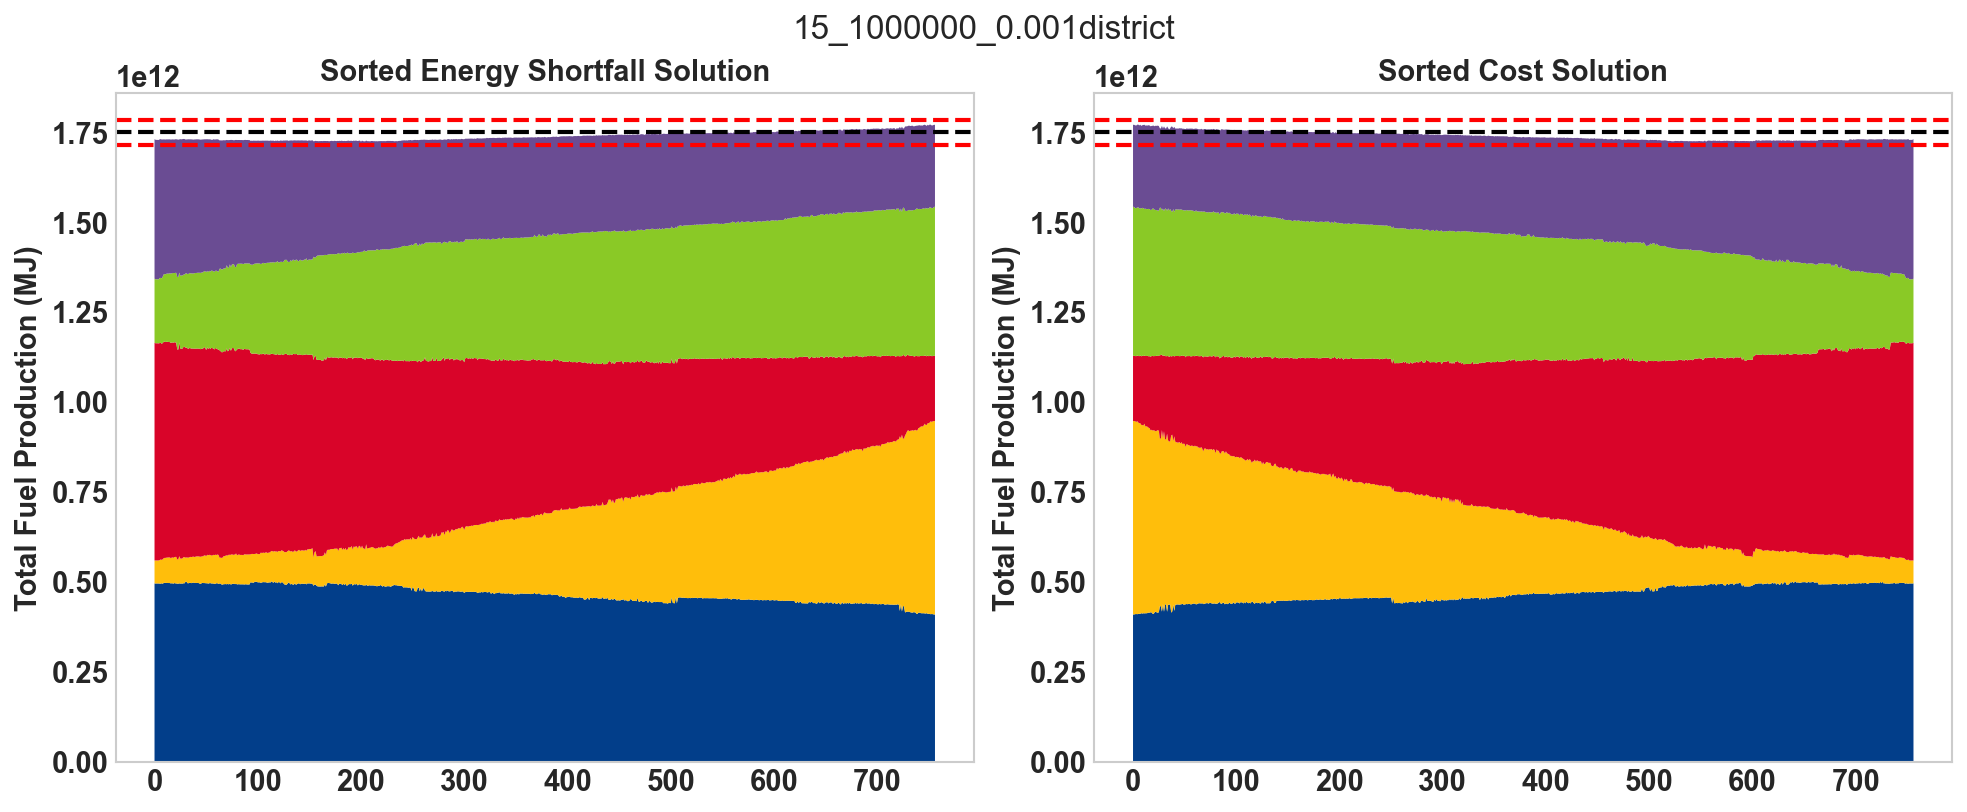 15_1000000_0.001district
Sorted Energy Shortfall Solution
1e12
Total Fuel Production (MJ)
1.75
1.50
1.25
1.00
0.75
0.50
0.25
0.00
0 100 200 300 400 500 600 700
Sorted Cost Solution
1e12
Total Fuel Production (MJ)
1.75
1.50
1.25
1.00
0.75
0.50
0.25
0.00
0 100 200 300 400 500 600 700